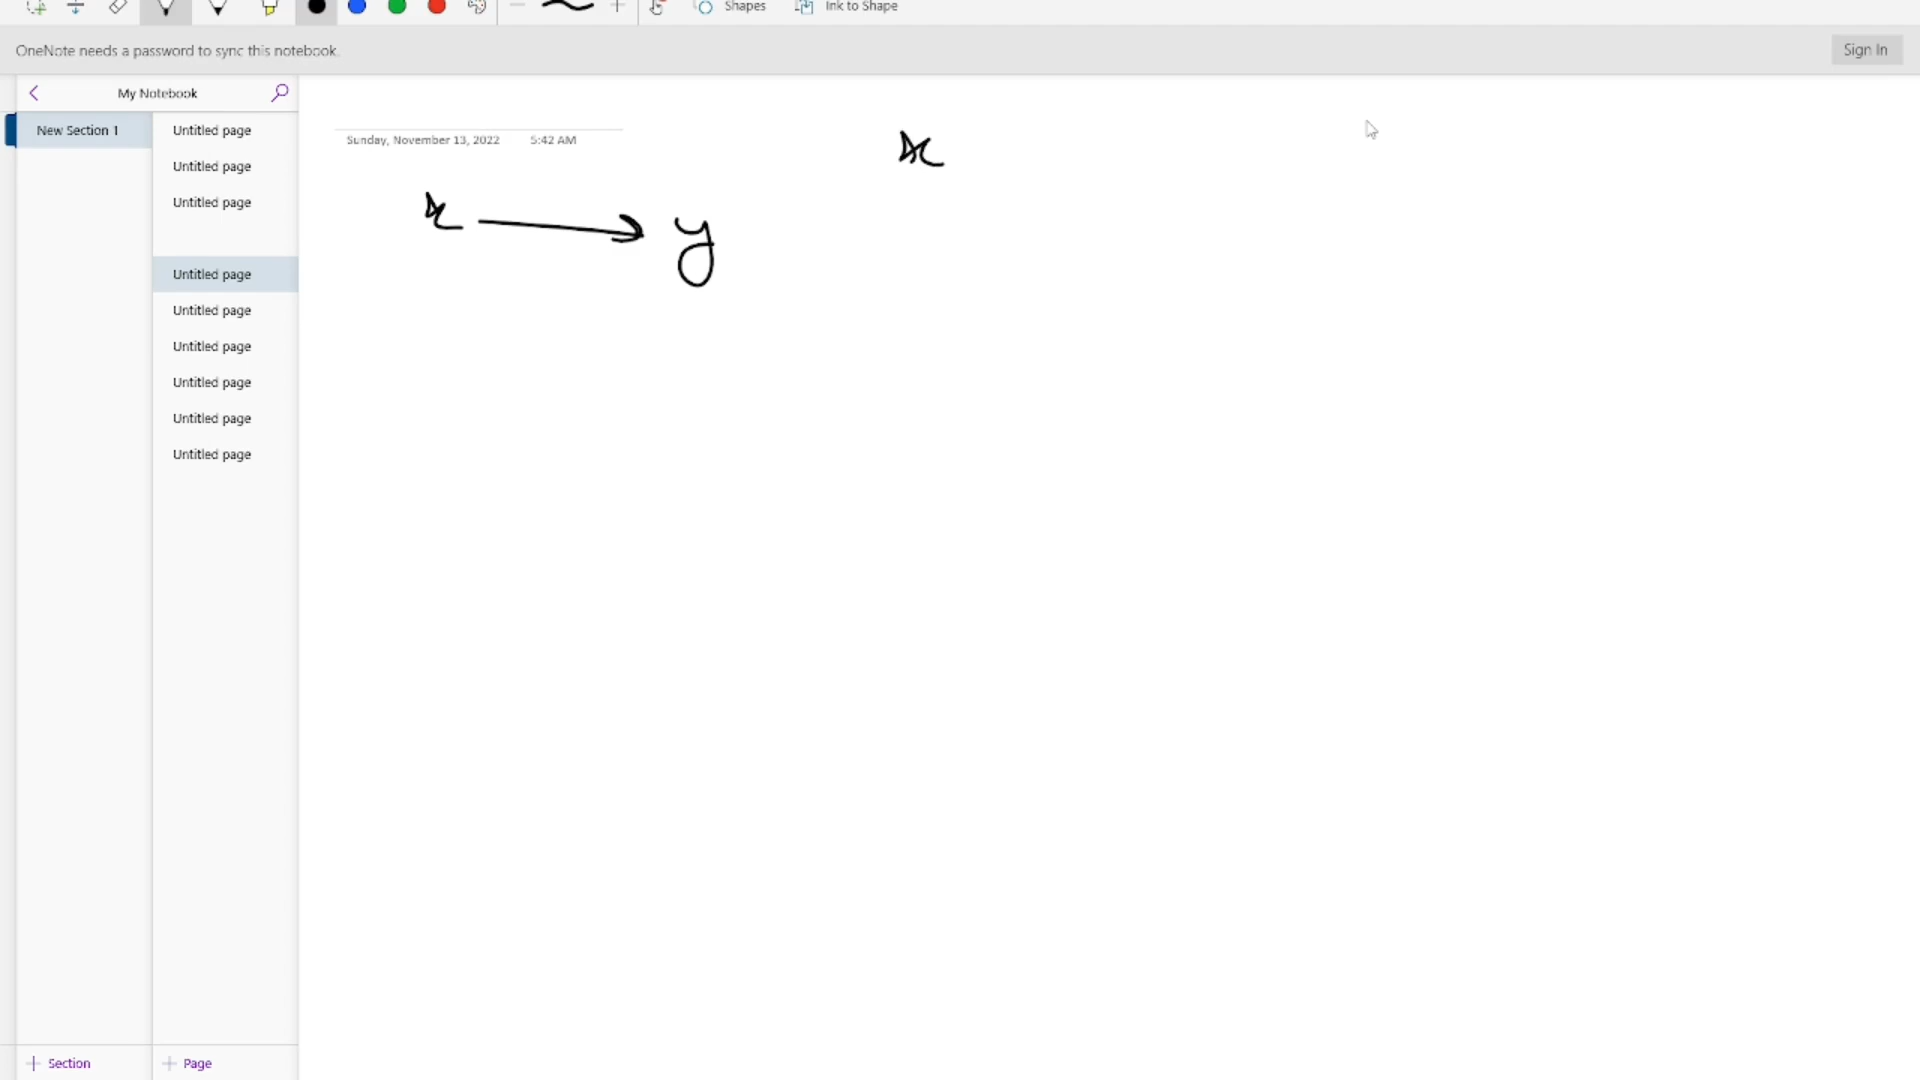 Shapes
Ink to Shape
OneNote needs a password to sync this notebook.
Sign In
My Notebook
New Section 1
Untitled page
Untitled page
Untitled page
Untitled page
Untitled page
Untitled page
Untitled page
Untitled page
Untitled page
Sunday, November 13, 2022 5:42 AM
x
x → y
+ Section
+ Page